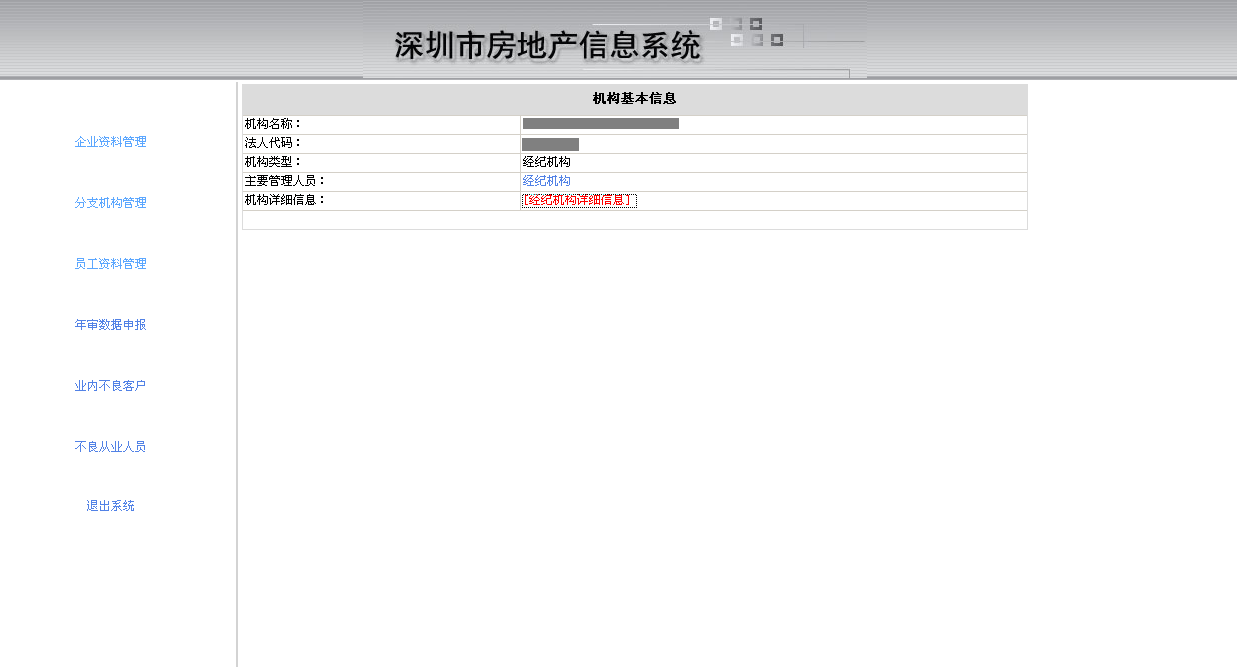 深圳市房地产信息系统
企业资料管理
分支机构管理
员工资料管理
年审数据申报
业内不良客户
不良从业人员
退出系统
机构基本信息
机构名称：
法人代码：
机构类型： 经纪机构
主要管理人员： 经纪机构
机构详细信息： [经纪机构详细信息]